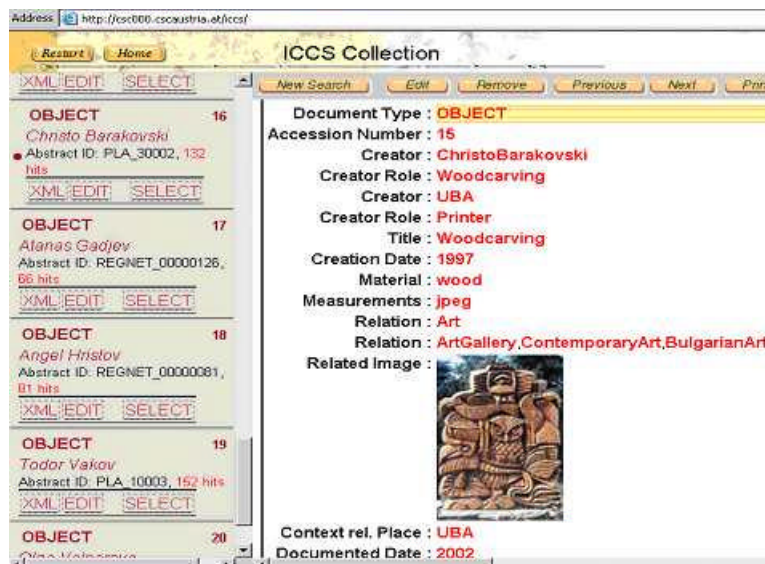 Address http://csc000.cscaustria.at/iccs/
Restart Home ICCS Collection
XML EDIT SELECT
OBJECT 16
Christo Barakovski
Abstract ID: PLA_30002, 132
hits
XML EDIT SELECT
OBJECT 17
Atanas Gadjev
Abstract ID: REGNET_00000126,
66 hits
XML EDIT SELECT
OBJECT 18
Angel Hristov
Abstract ID: REGNET_00000081,
81 hits
XML EDIT SELECT
OBJECT 19
Todor Vakov
Abstract ID: PLA_10003, 152 hits
XML EDIT SELECT
OBJECT 20
New Search Edit Remove Previous Next Prin
Document Type : OBJECT
Accession Number : 15
Creator : ChristoBarakovski
Creator Role : Woodcarving
Creator : UBA
Creator Role : Printer
Title : Woodcarving
Creation Date : 1997
Material : wood
Measurements : jpeg
Relation : Art
Relation : ArtGallery,ContemporaryArt,BulgarianArt
Related Image :
Context rel. Place : UBA
Documented Date : 2002